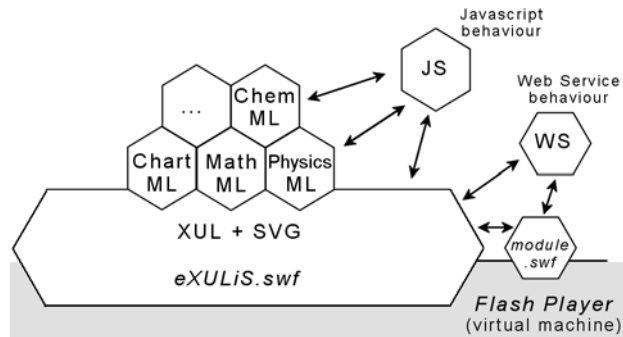 Javascript
behaviour
JS
Web Service
behaviour
WS
...
Chem
ML
Chart
ML
Math
ML
Physics
ML
XUL + SVG
eXULiS.swf
module
.swf
Flash Player
(virtual machine)